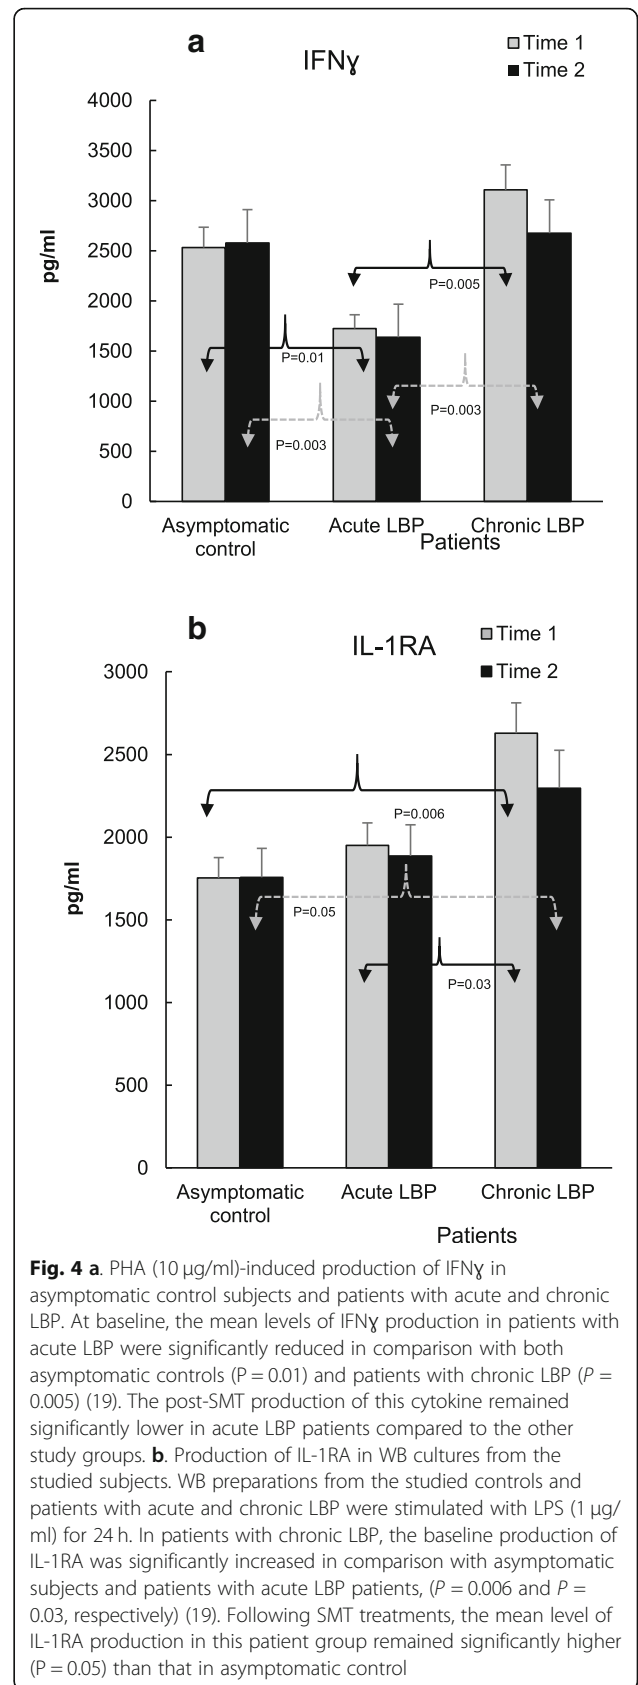 a
IFNɣ
Time 1
Time 2
4000
3500
3000
2500
2000
1500
1000
500
0
pg/ml
P=0.005
P=0.01
P=0.003
P=0.003
Asymptomatic control
Acute LBP
Chronic LBP
Patients
b
IL-1RA
Time 1
Time 2
3000
2500
2000
1500
1000
500
0
pg/ml
P=0.006
P=0.05
P=0.03
Asymptomatic control
Acute LBP
Chronic LBP
Patients
Fig. 4 a. PHA (10 μg/ml)-induced production of IFNɣ in
asymptomatic control subjects and patients with acute and chronic
LBP. At baseline, the mean levels of IFNɣ production in patients with
acute LBP were significantly reduced in comparison with both
asymptomatic controls (P = 0.01) and patients with chronic LBP (P =
0.005) (19). The post-SMT production of this cytokine remained
significantly lower in acute LBP patients compared to the other
study groups. b. Production of IL-1RA in WB cultures from the
studied subjects. WB preparations from the studied controls and
patients with acute and chronic LBP were stimulated with LPS (1 μg/
ml) for 24 h. In patients with chronic LBP, the baseline production of
IL-1RA was significantly increased in comparison with asymptomatic
subjects and patients with acute LBP patients, (P = 0.006 and P =
0.03, respectively) (19). Following SMT treatments, the mean level of
IL-1RA production in this patient group remained significantly higher
(P = 0.05) than that in asymptomatic control